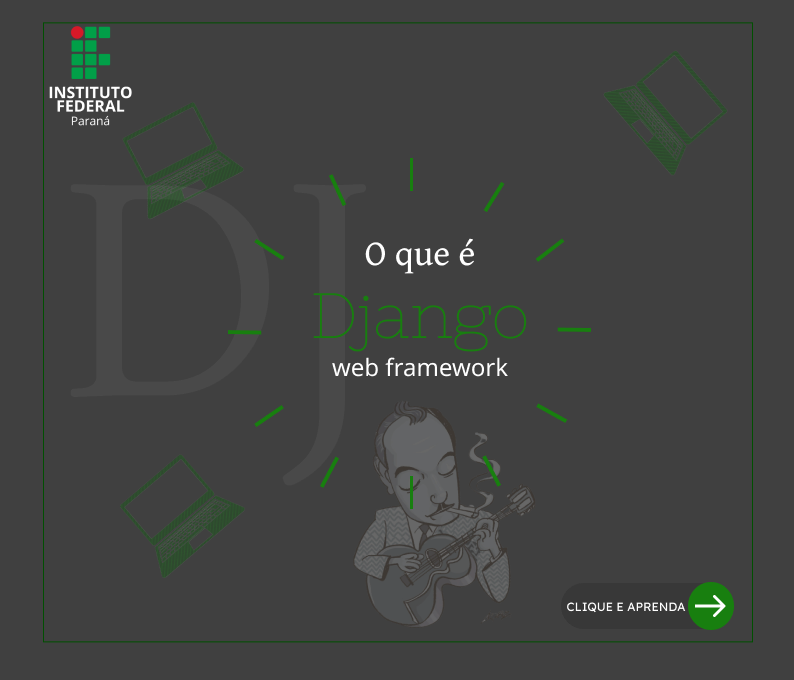 INSTITUTO
FEDERAL
Paraná
DJ
O que é
Django
web framework
CLIQUE E APRENDA